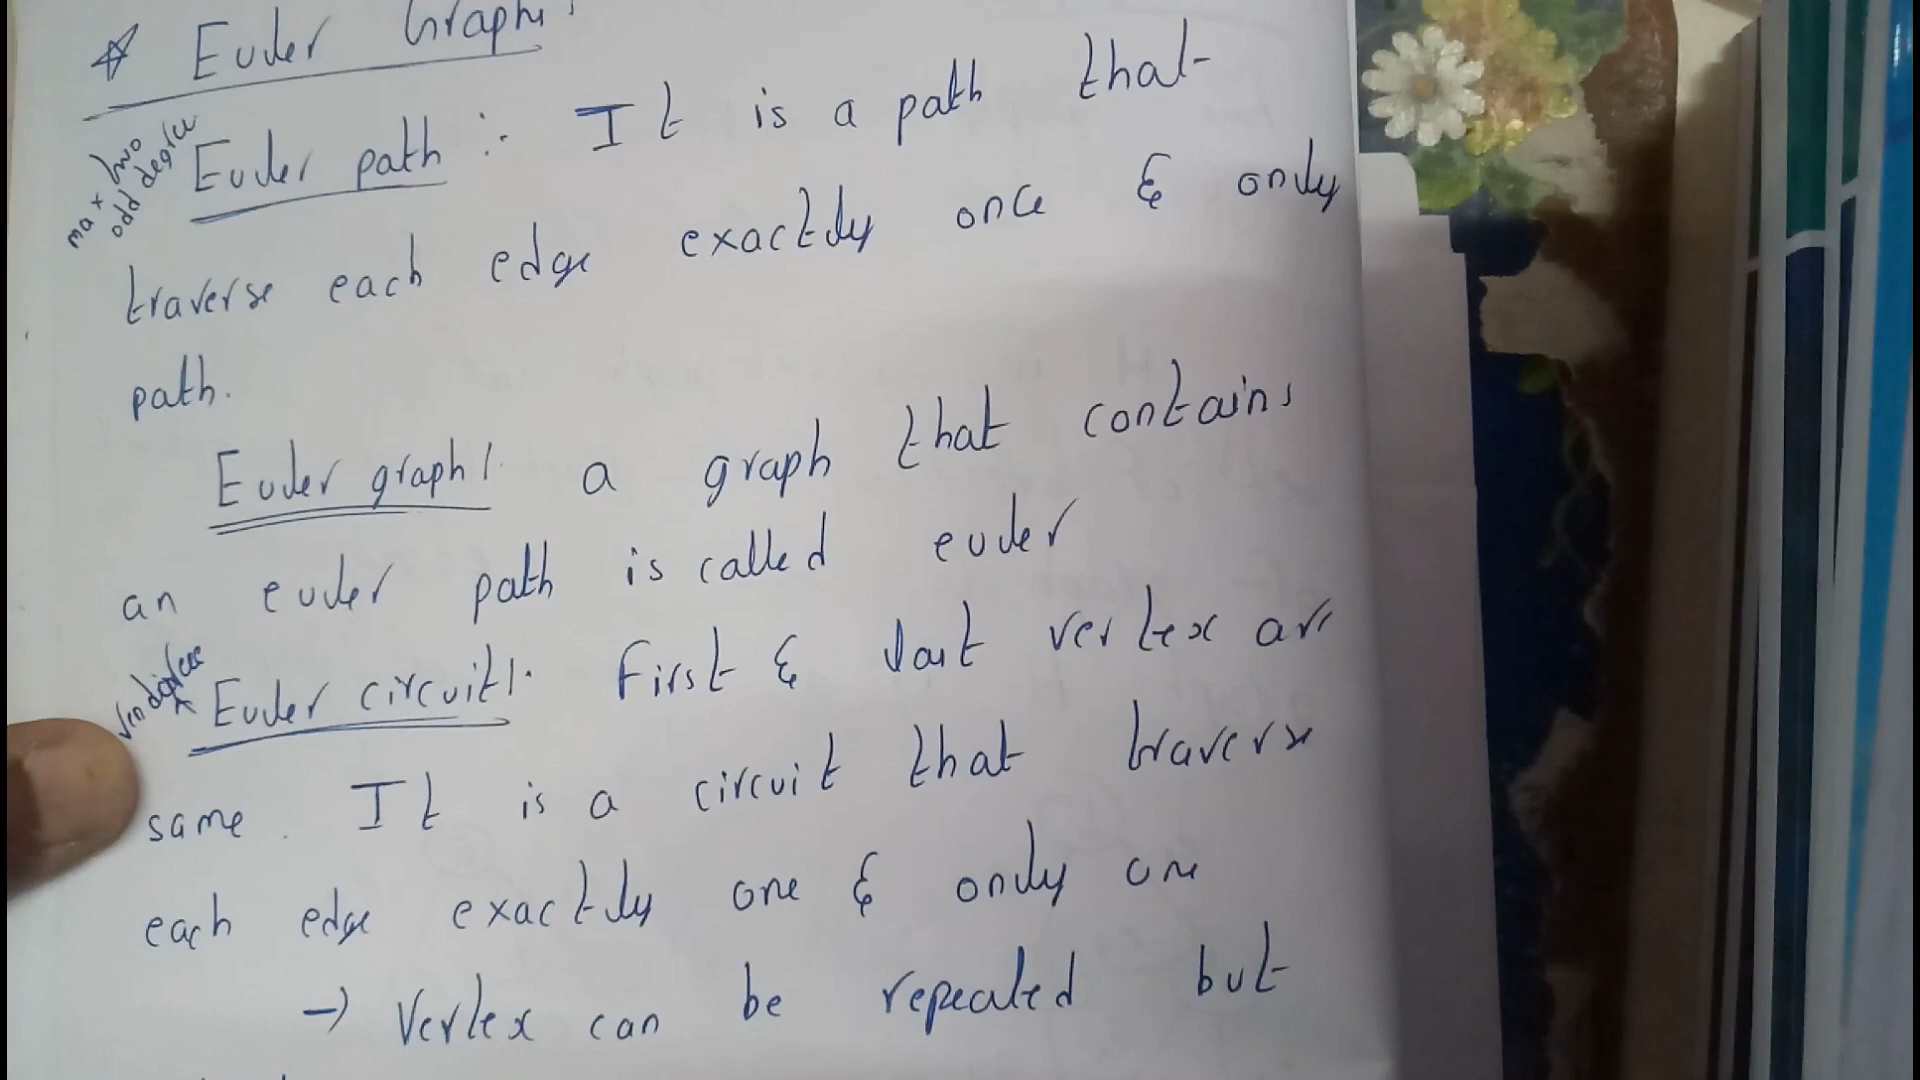 * Euler Graph:
max two
odd degree
Euler path :- It is a path that
traverse each edge exactly once & only
path.
Euler graph :- a graph that contains
an euler path is called euler
Euler circuit :- First & last vertex are
same. It is a circuit that traverse
each edge exactly one & only one
→ Vertex can be repeated but